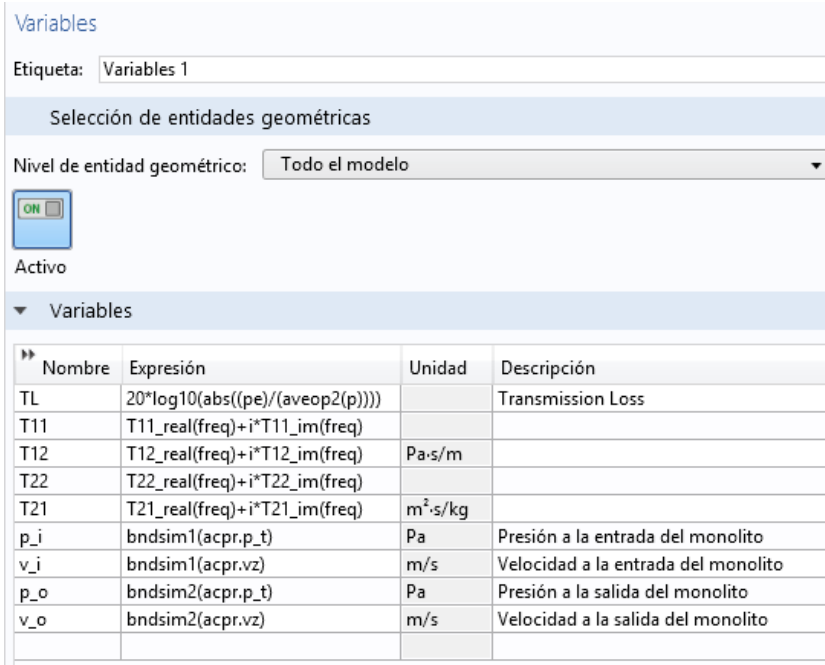 Variables
Etiqueta: Variables 1
Selección de entidades geométricas
Nivel de entidad geométrico: Todo el modelo
ON
Activo
Variables
Nombre Expresión Unidad Descripción
TL 20*log10(abs((pe)/(aveop2(p)))) Transmission Loss
T11 T11_real(freq)+i*T11_im(freq)
T12 T12_real(freq)+i*T12_im(freq) Pa·s/m
T22 T22_real(freq)+i*T22_im(freq)
T21 T21_real(freq)+i*T21_im(freq) m²·s/kg
p_i bndsim1(acpr.p_t) Pa Presión a la entrada del monolito
v_i bndsim1(acpr.vz) m/s Velocidad a la entrada del monolito
p_o bndsim2(acpr.p_t) Pa Presión a la salida del monolito
v_o bndsim2(acpr.vz) m/s Velocidad a la salida del monolito